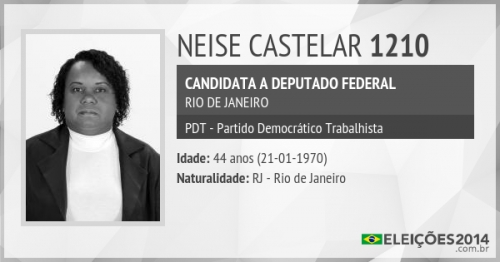 NEISE CASTELAR 1210
CANDIDATA A DEPUTADO FEDERAL
RIO DE JANEIRO
PDT - Partido Democrático Trabalhista
Idade: 44 anos (21-01-1970)
Naturalidade: RJ - Rio de Janeiro
ELEIÇÕES2014
.com.br